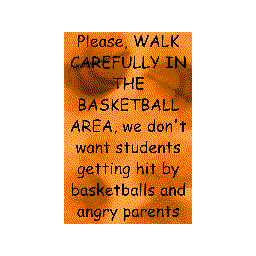 Please, WALK
CAREFULLY IN
THE
BASKETBALL
AREA, we don't
want students
getting hit by
basketballs and
angry parents